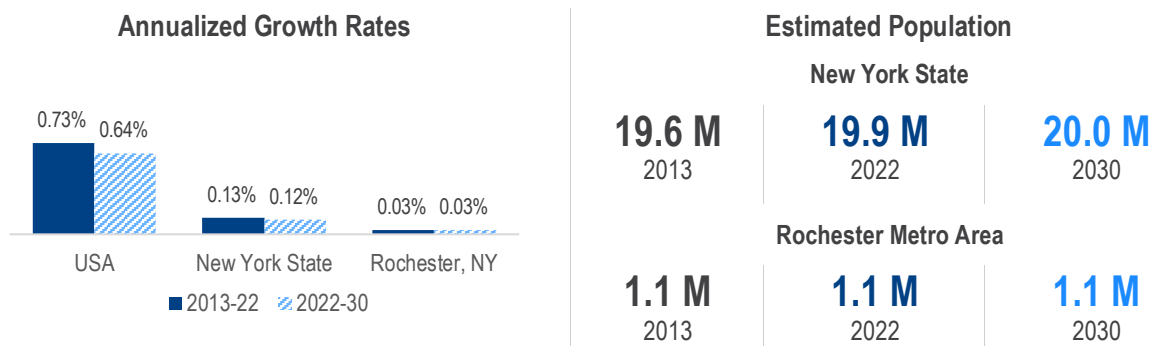 Annualized Growth Rates
0.73%
0.64%
0.13%
0.12%
0.03%
0.03%
USA
New York State
Rochester, NY
2013-22
2022-30
Estimated Population
New York State
19.6 M
2013
19.9 M
2022
20.0 M
2030
Rochester Metro Area
1.1 M
2013
1.1 M
2022
1.1 M
2030